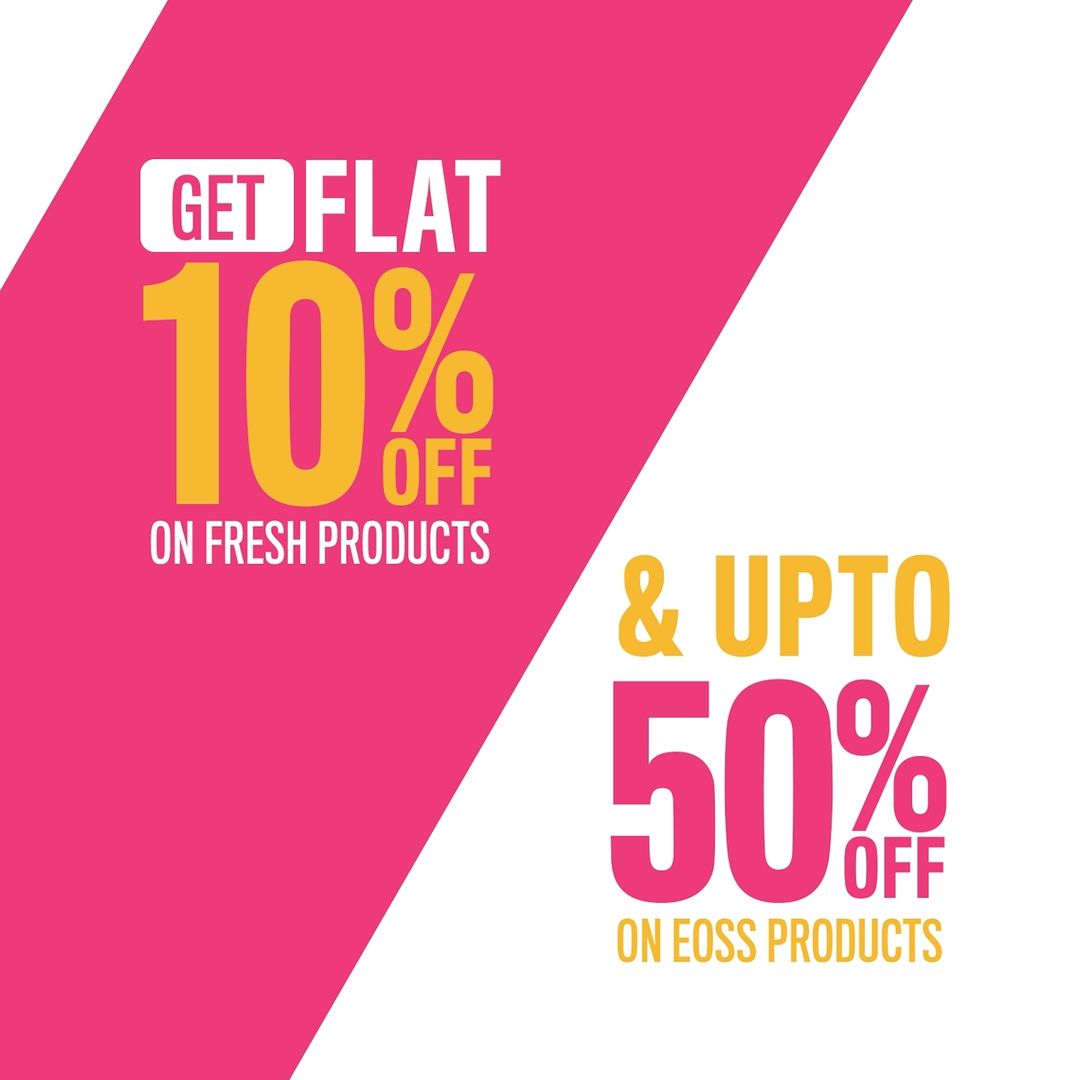 GET FLAT
10%
OFF
ON FRESH PRODUCTS
& UPTO
50%
OFF
ON EOSS PRODUCTS